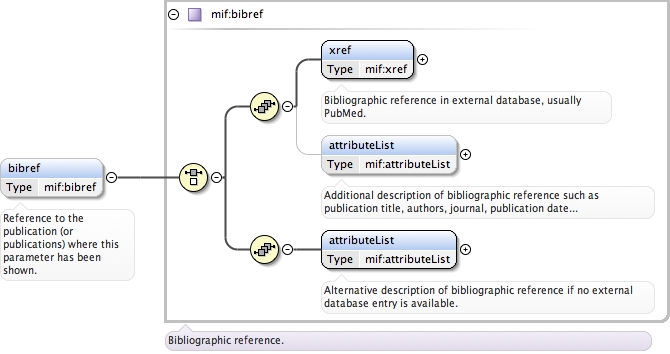 mif:bibref
xref
Type mif:xref
Bibliographic reference in external database, usually
PubMed.
attributeList
Type mif:attributeList
Additional description of bibliographic reference such as
publication title, authors, journal, publication date...
bibref
Type mif:bibref
Reference to the
publication (or
publications) where this
parameter has been
shown.
attributeList
Type mif:attributeList
Alternative description of bibliographic reference if no external
database entry is available.
Bibliographic reference.